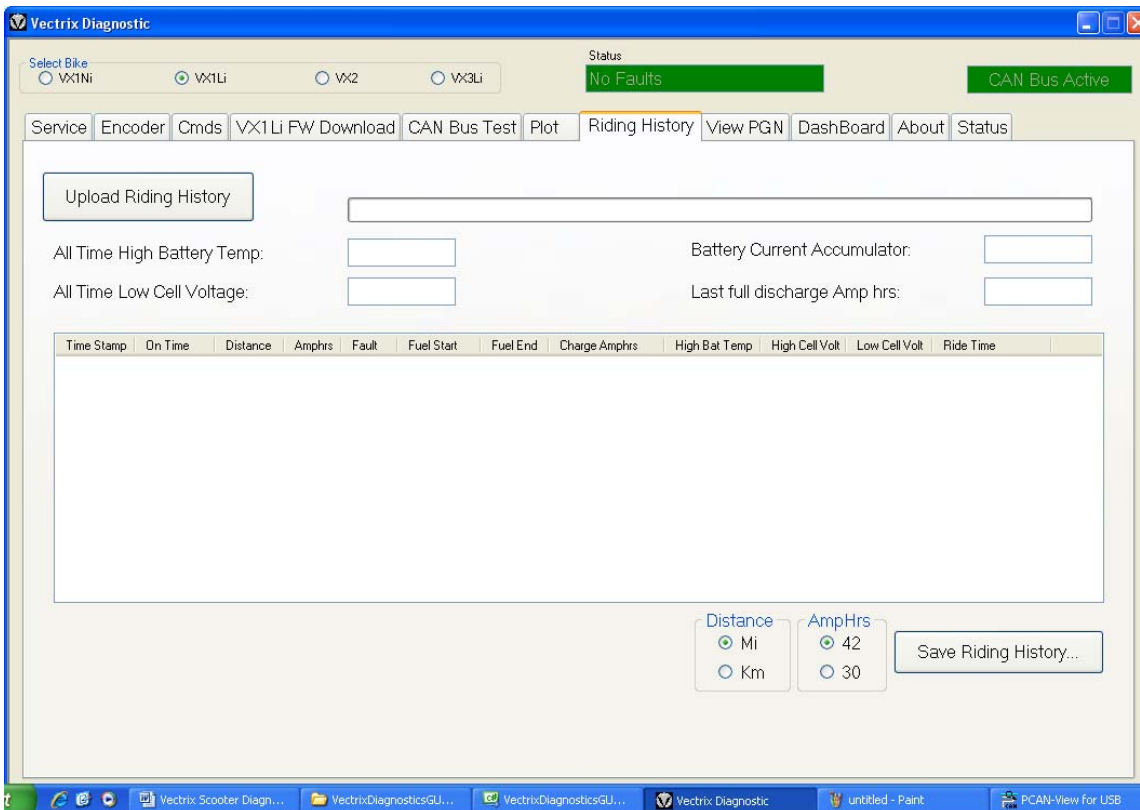 Vectrix Diagnostic
Select Bike
VX1Ni VX1Li VX2 VX3Li
Status
No Faults
CAN Bus Active
Service Encoder Cmds VX1Li FW Download CAN Bus Test Plot Riding History View PGN DashBoard About Status
Upload Riding History
All Time High Battery Temp:
Battery Current Accumulator:
All Time Low Cell Voltage:
Last full discharge Amp hrs:
Time Stamp On Time Distance Amphrs Fault Fuel Start Fuel End Charge Amphrs High Bat Temp High Cell Volt Low Cell Volt Ride Time
Distance
Mi
Km
AmpHrs
42
30
Save Riding History...
t Vectrix Scooter Diagn... VectrixDiagnosticsGU... VectrixDiagnosticsGU... Vectrix Diagnostic untitled - Paint PCAN-View for USB